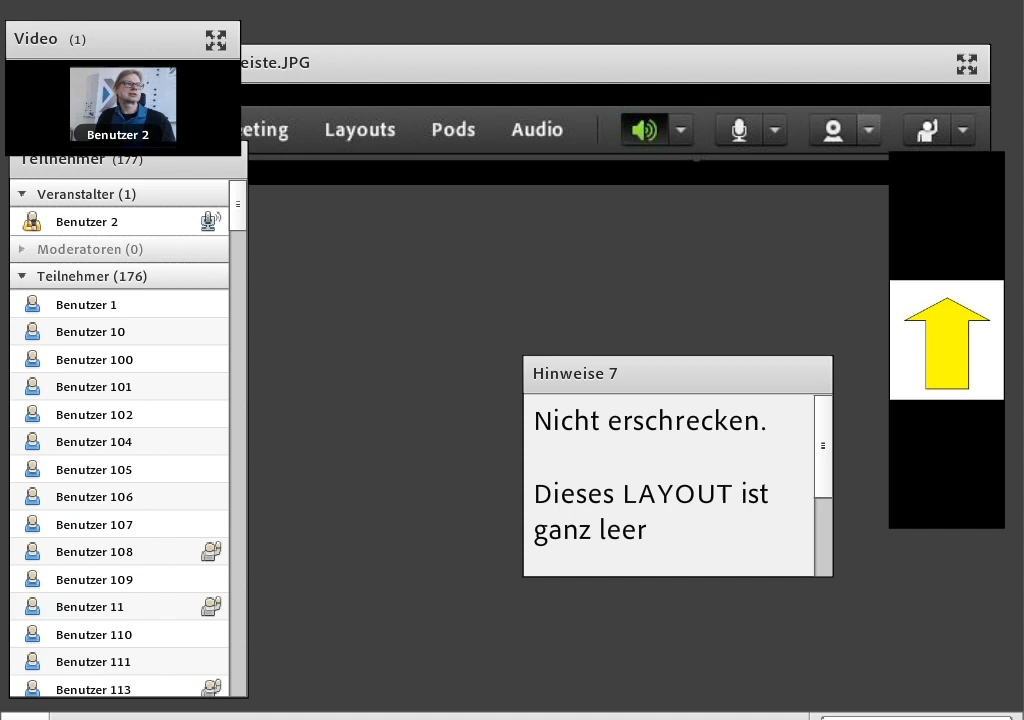 Video (1)
eiste.JPG
Benutzer 2
eting Layouts Pods Audio
Teilnehmer (177)
Veranstalter (1)
Benutzer 2
Moderatoren (0)
Teilnehmer (176)
Benutzer 1
Benutzer 10
Benutzer 100
Benutzer 101
Benutzer 102
Benutzer 104
Benutzer 105
Benutzer 106
Benutzer 107
Benutzer 108
Benutzer 109
Benutzer 11
Benutzer 110
Benutzer 111
Benutzer 113
Hinweise 7
Nicht erschrecken.
Dieses LAYOUT ist
ganz leer